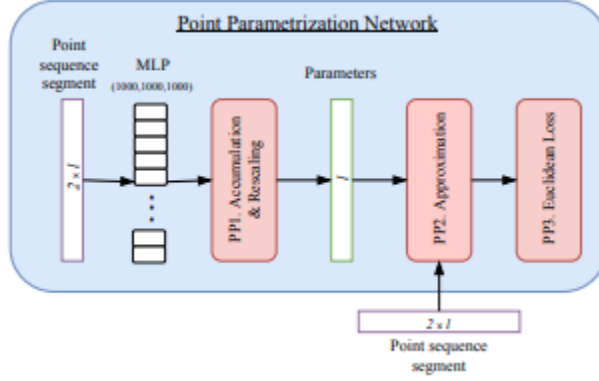 Point Parametrization Network
Point
sequence
segment
MLP
(1000,1000,1000)
Parameters
2 x l
PP1. Accumulation
& Rescaling
l
PP2. Approximation
PP3. Euclidean Loss
2 x l
Point sequence
segment